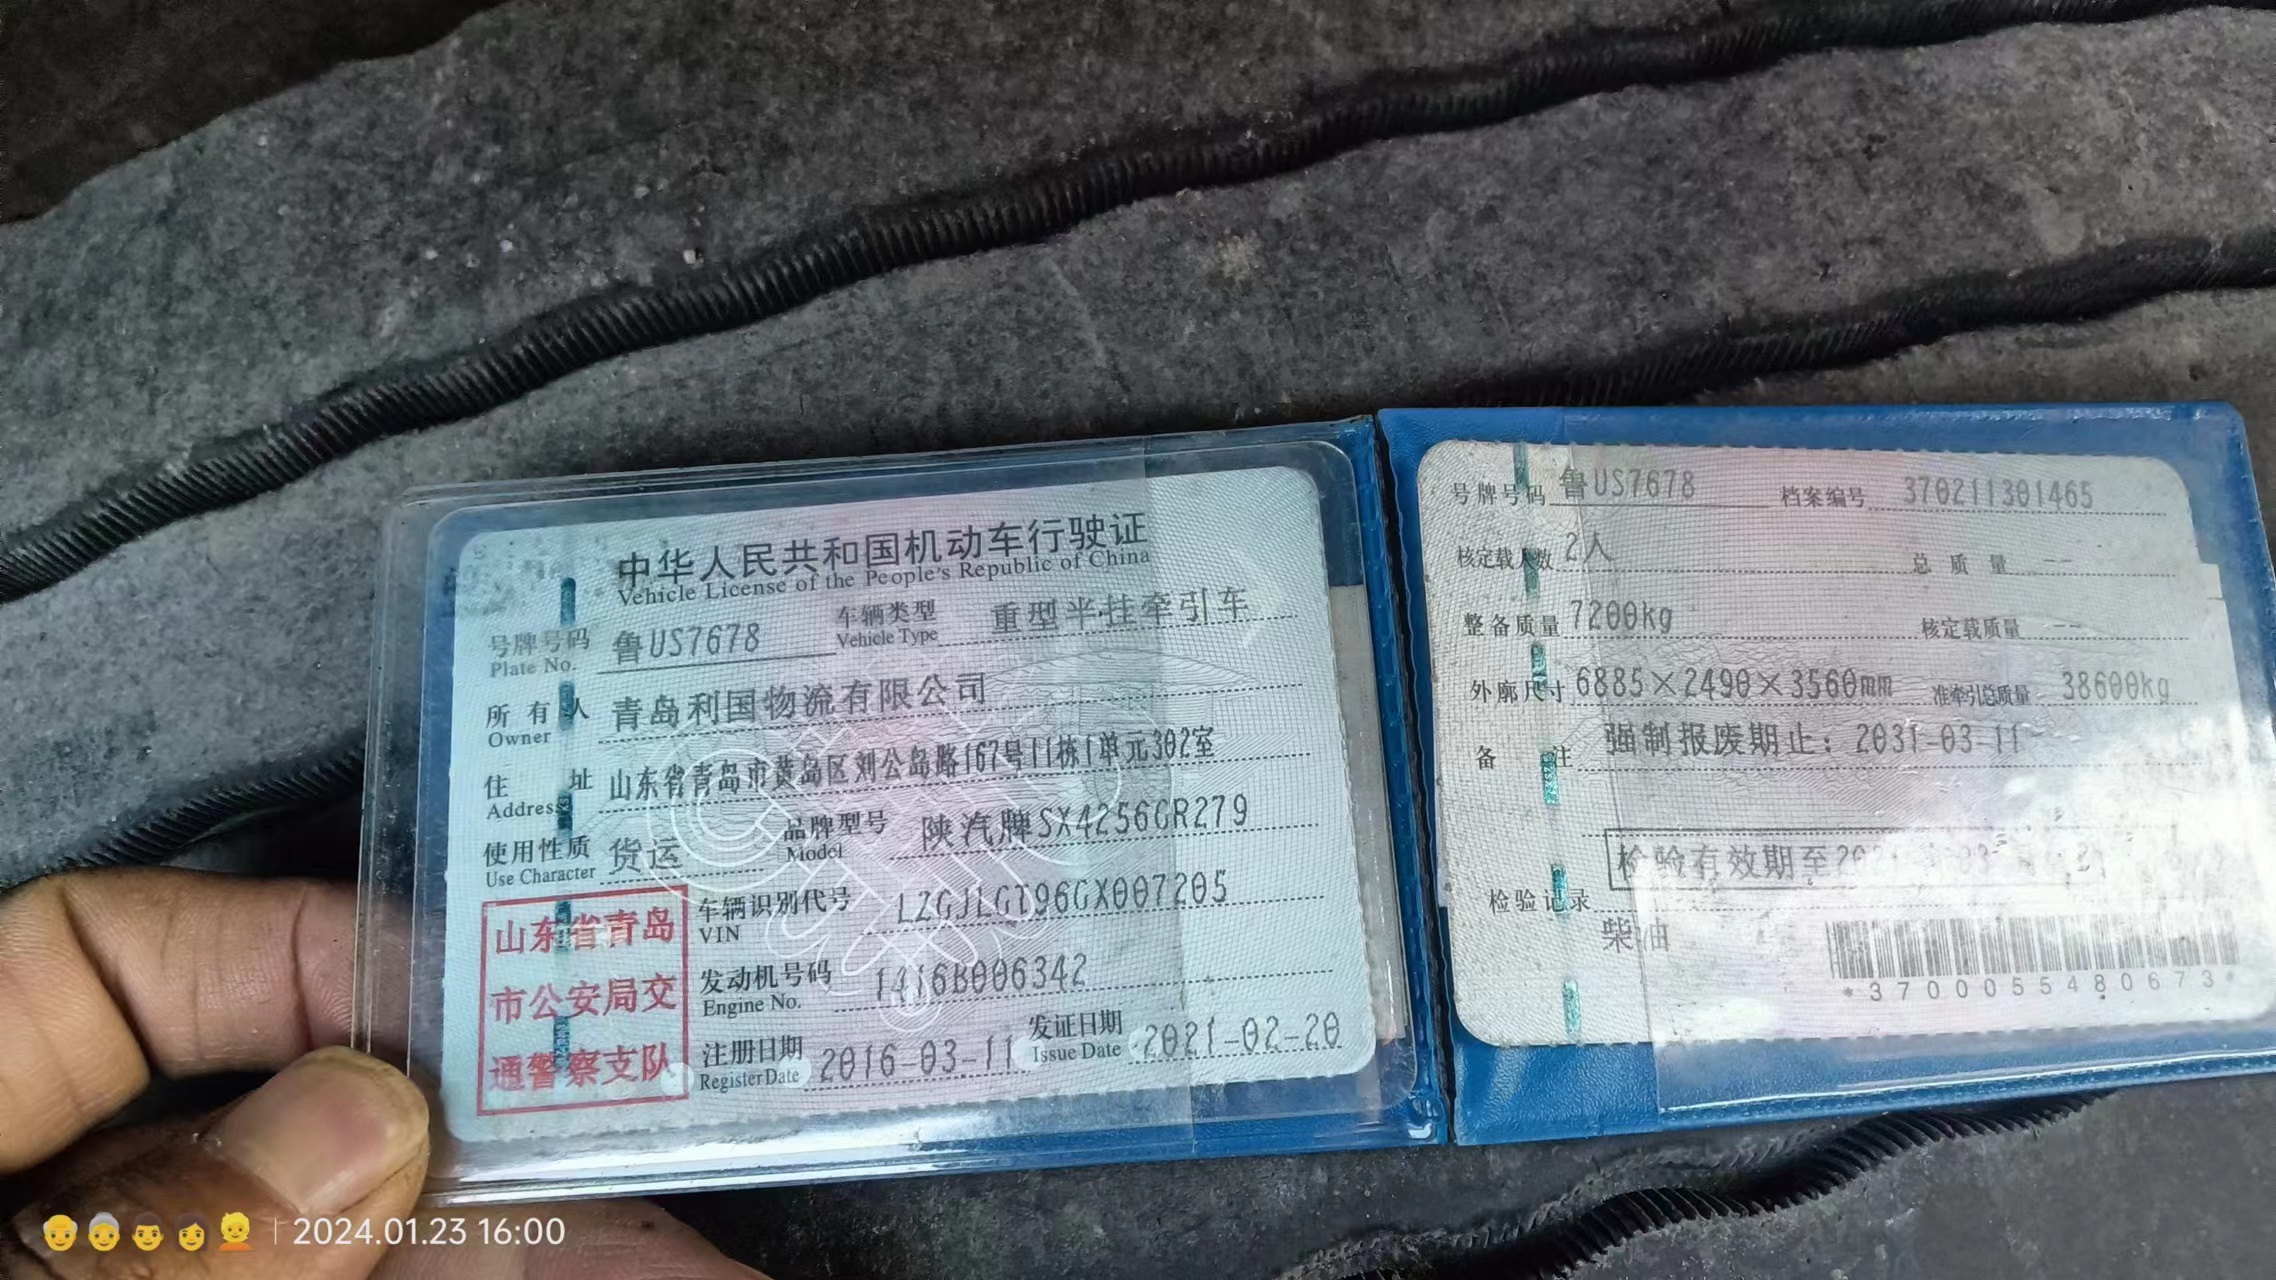 中华人民共和国机动车行驶证
Vehicle License of the People's Republic of China
号牌号码 鲁US7678 车辆类型 重型半挂牵引车
Plate No. Vehicle Type
所有人 青岛利国物流有限公司
Owner
住址 山东省青岛市黄岛区刘公岛路167号11栋1单元302室
Address
使用性质 货运 品牌型号 陕汽牌SX4256GR279
Use Character Model
山东省青岛
市公安局交
通警察支队
车辆识别代号 LZGJLGT96GX007205
VIN
发动机号码 1416B006342
Engine No.
注册日期 2016-03-11 发证日期 2021-02-20
Register Date Issue Date
号牌号码 鲁US7678 档案编号 370211301465
核定载人数 2人 总质量 --
整备质量 7200kg 核定载质量 --
外廓尺寸 6885×2490×3560mm 准牵引总质量 38600kg
备注 强制报废期止：2031-03-11
检验有效期至
检验记录
柴油
*3700055480673*
2024.01.23 16:00